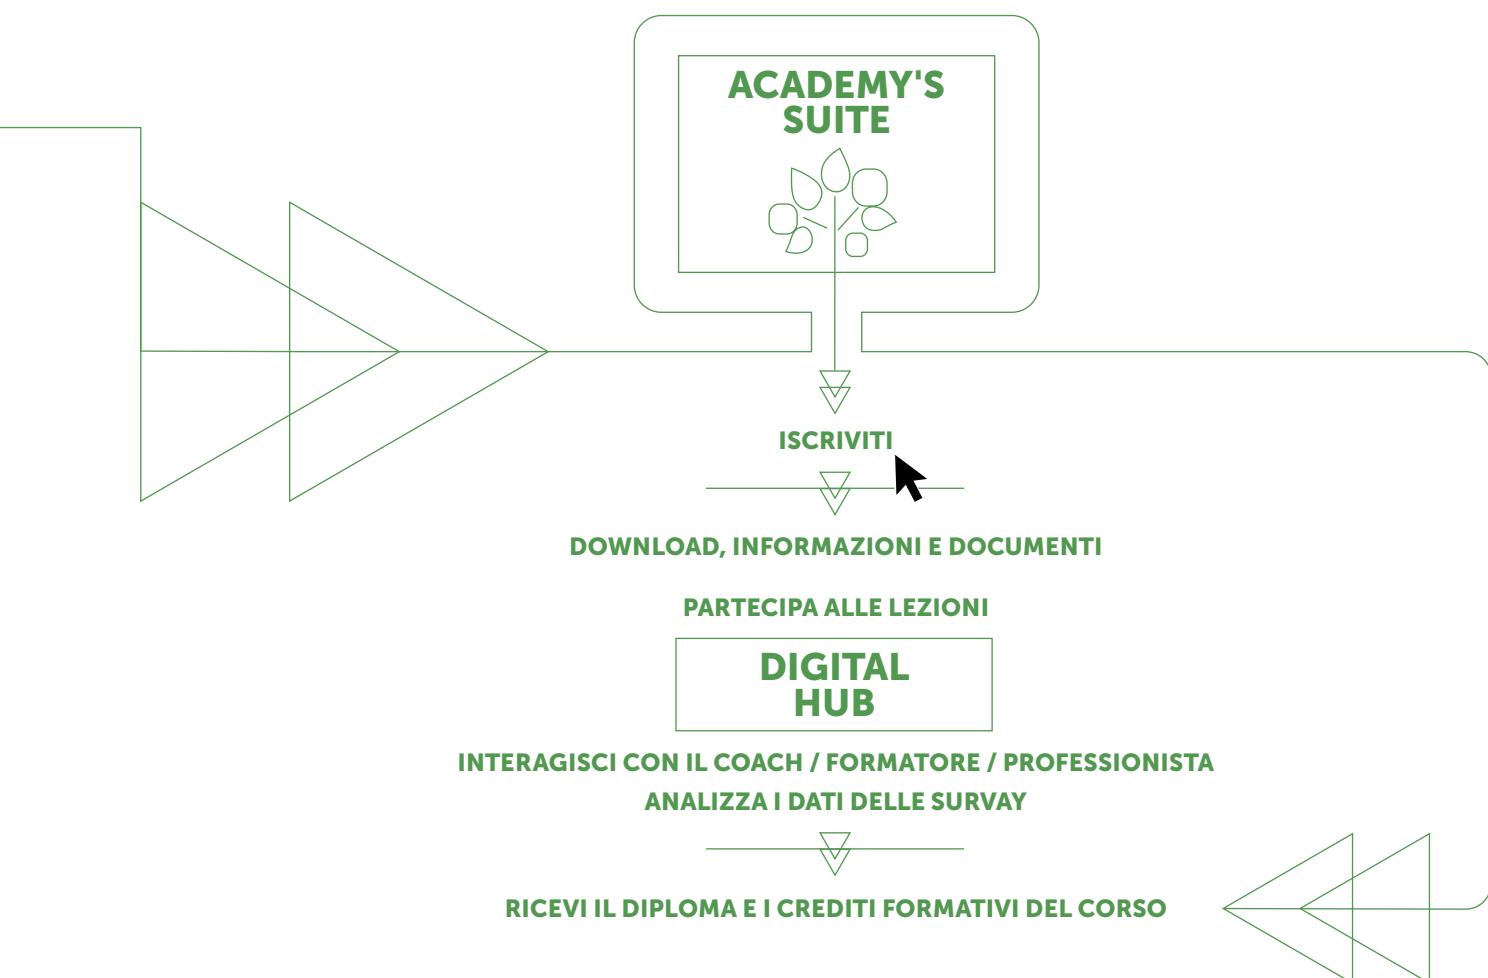 ACADEMY'S
SUITE
ISCRIVITI
DOWNLOAD, INFORMAZIONI E DOCUMENTI
PARTECIPA ALLE LEZIONI
DIGITAL
HUB
INTERAGISCI CON IL COACH / FORMATORE / PROFESSIONISTA
ANALIZZA I DATI DELLE SURVAY
RICEVI IL DIPLOMA E I CREDITI FORMATIVI DEL CORSO